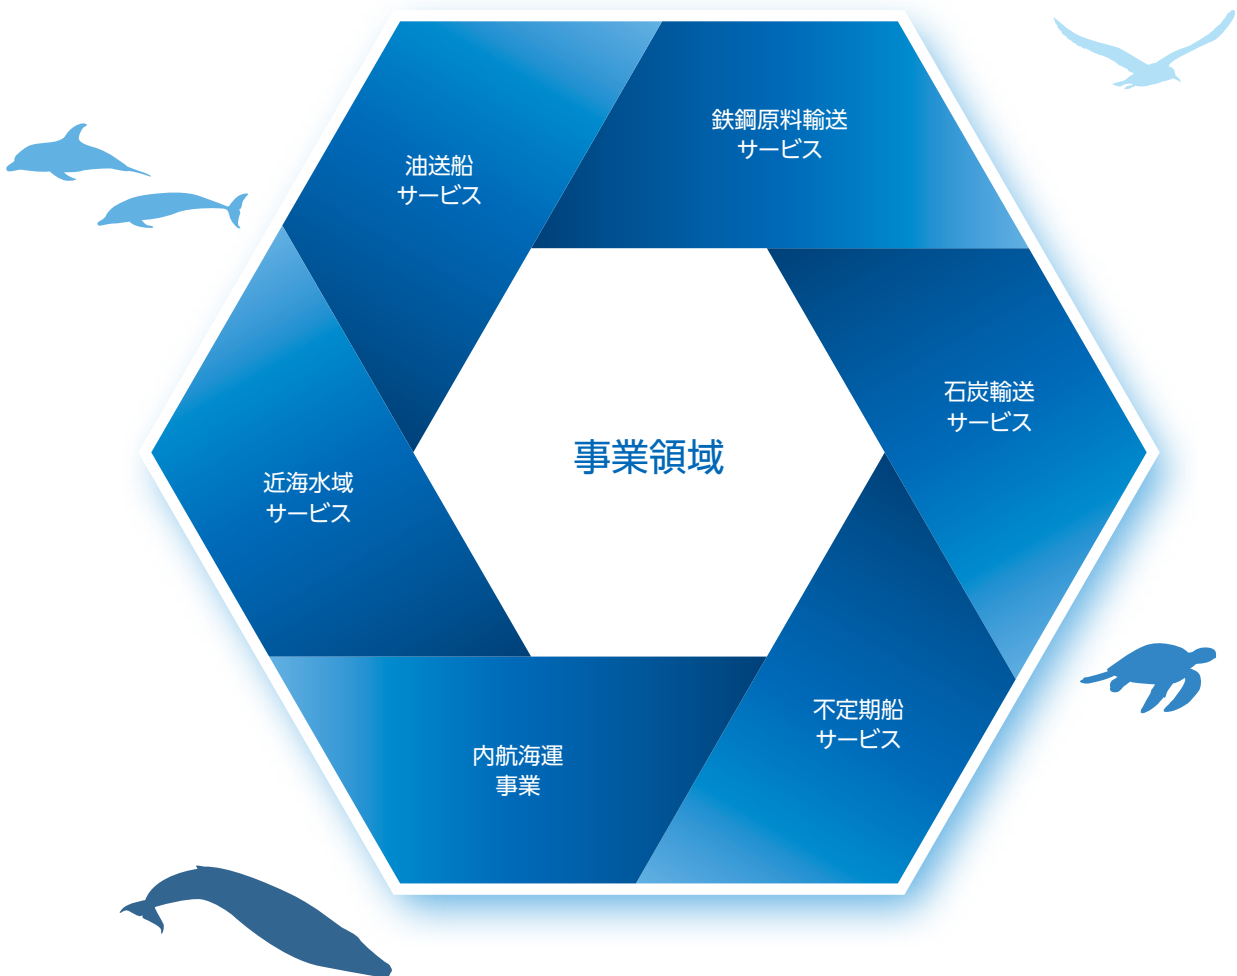 鉄鋼原料輸送
サービス
油送船
サービス
石炭輸送
サービス
事業領域
近海水域
サービス
不定期船
サービス
内航海運
事業